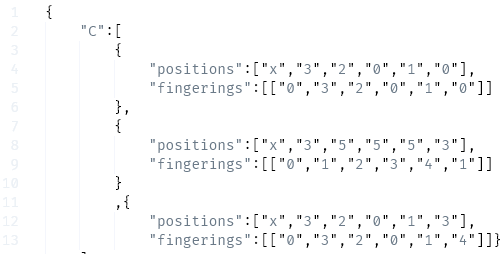 1 {
2 "C":[
3 {
4 "positions":["x","3","2","0","1","0"],
5 "fingerings":[["0","3","2","0","1","0"]]
6 },
7 {
8 "positions":["x","3","5","5","5","3"],
9 "fingerings":[["0","1","2","3","4","1"]]
10 }
11 ,{
12 "positions":["x","3","2","0","1","3"],
13 "fingerings":[["0","3","2","0","1","4"]]}